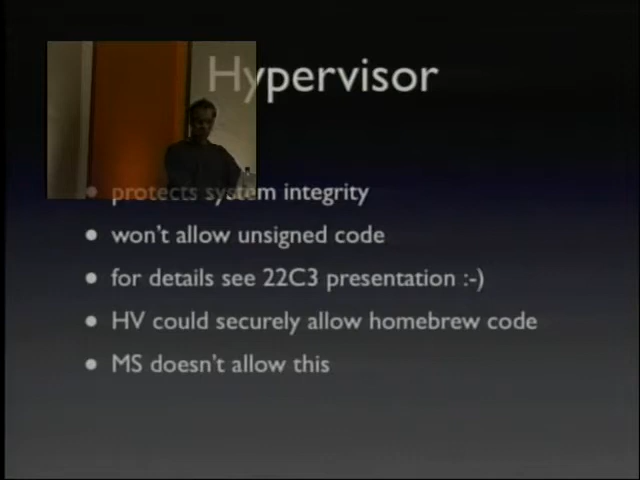 Hypervisor
• protects system integrity
• won't allow unsigned code
• for details see 22C3 presentation :-)
• HV could securely allow homebrew code
• MS doesn't allow this